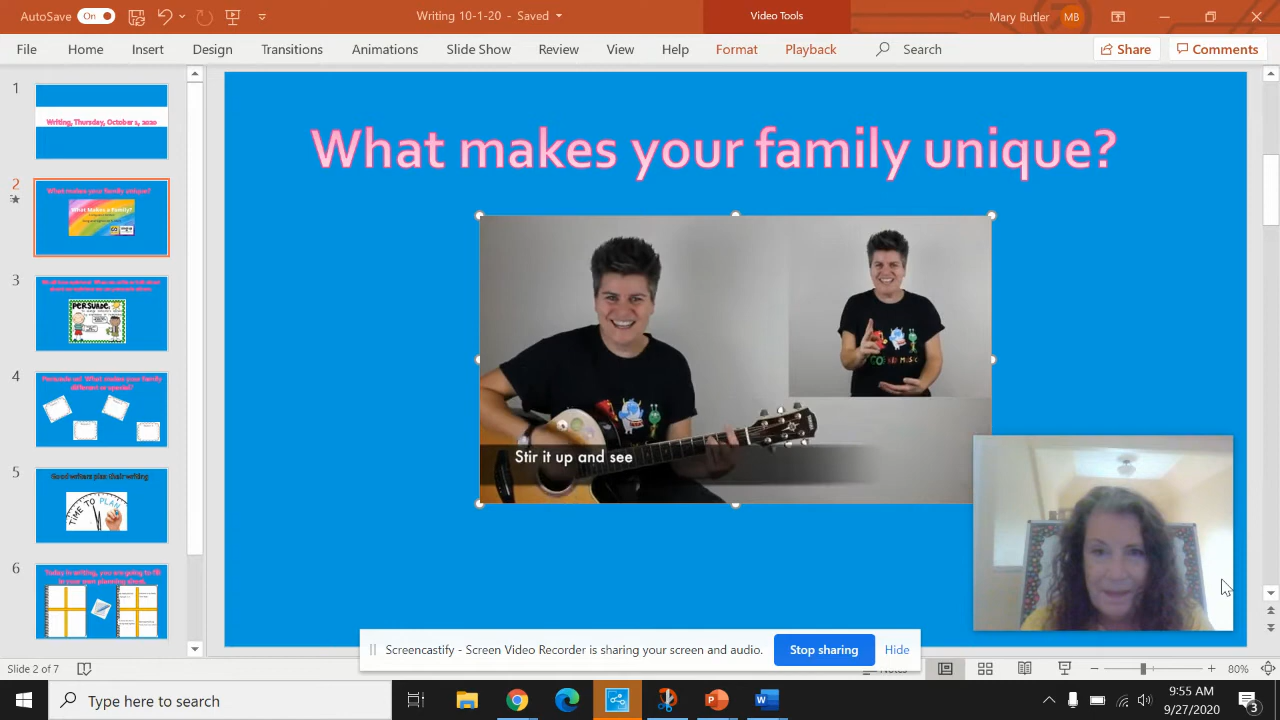 AutoSave On Writing 10-1-20 - Saved Video Tools Mary Butler MB
File Home Insert Design Transitions Animations Slide Show Review View Help Format Playback Search Share Comments
1
Writing, Thursday, October 1, 2020
2
What makes your family unique?
What Makes a Family?
3
PERSUADE
4
Persuade us! What makes your family
different or special?
5
Good writers plan their writing
TIME TO PLAN
6
Today in writing, you are going to fill
in your own planning sheet.
What makes your family unique?
Stir it up and see
Screencastify - Screen Video Recorder is sharing your screen and audio. Stop sharing Hide
Slide 2 of 7 Notes 80%
Type here to search
9:55 AM
9/27/2020
3